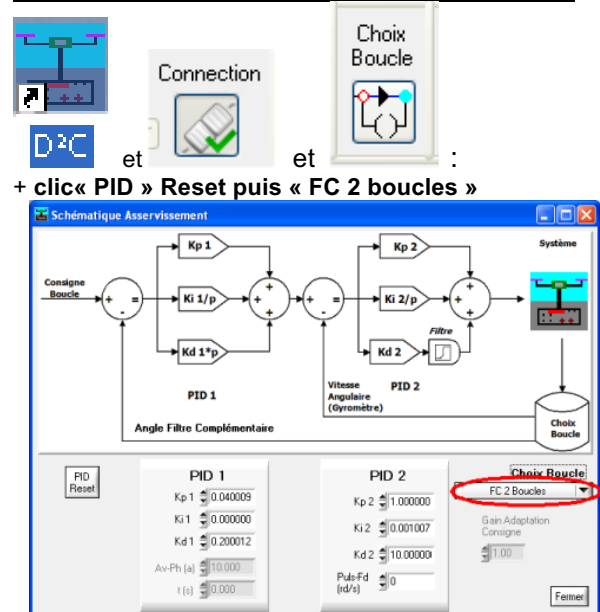 Choix
Boucle
Connection
D²C et et :
+ clic« PID » Reset puis « FC 2 boucles »
Schématique Asservissement
Kp 1
Kp 2
Système
Consigne
Boucle
+ = -
Ki 1/p
+ + +
+ = -
Ki 2/p
+ + +
Filtre
Kd 1*p
Kd 2
PID 1
Vitesse
Angulaire
(Gyromètre)
PID 2
Angle Filtre Complémentaire
Choix
Boucle
PID
Reset
PID 1
Kp 1 0.040009
Ki 1 0.000000
Kd 1 0.200012
Av-Ph (a) 10.000
t (s) 0.000
PID 2
Kp 2 1.000000
Ki 2 0.001007
Kd 2 10.00000
Puls-Fd
(rd/s) 0
Choix Boucle
FC 2 Boucles
Gain Adaptation
Consigne
1.00
Fermer